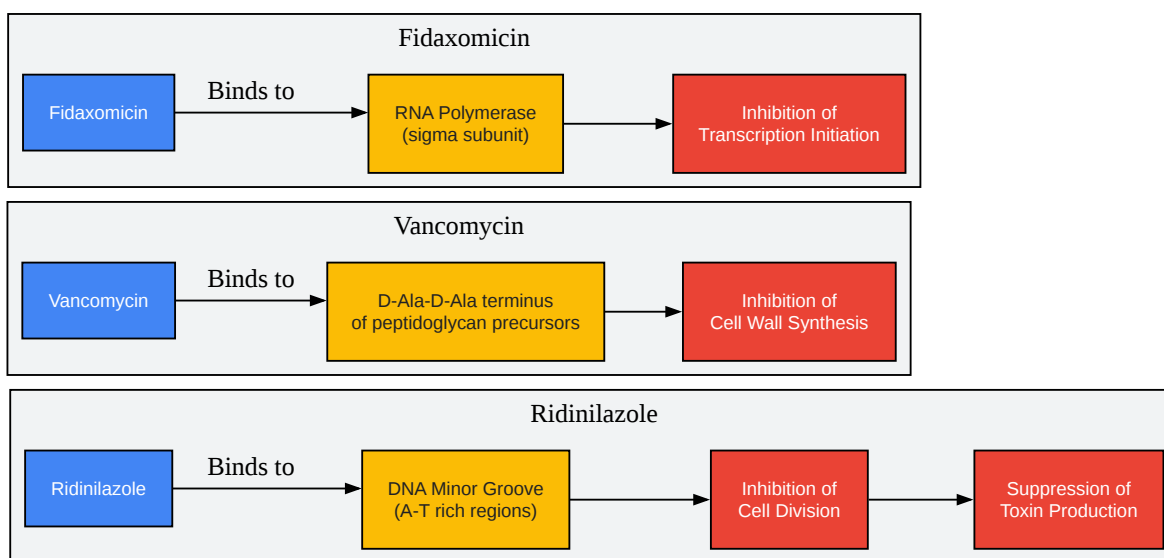 Fidaxomicin
Fidaxomicin
Binds to
RNA Polymerase
(sigma subunit)
Inhibition of
Transcription Initiation
Vancomycin
Vancomycin
Binds to
D-Ala-D-Ala terminus
of peptidoglycan precursors
Inhibition of
Cell Wall Synthesis
Ridinilazole
Ridinilazole
Binds to
DNA Minor Groove
(A-T rich regions)
Inhibition of
Cell Division
Suppression of
Toxin Production